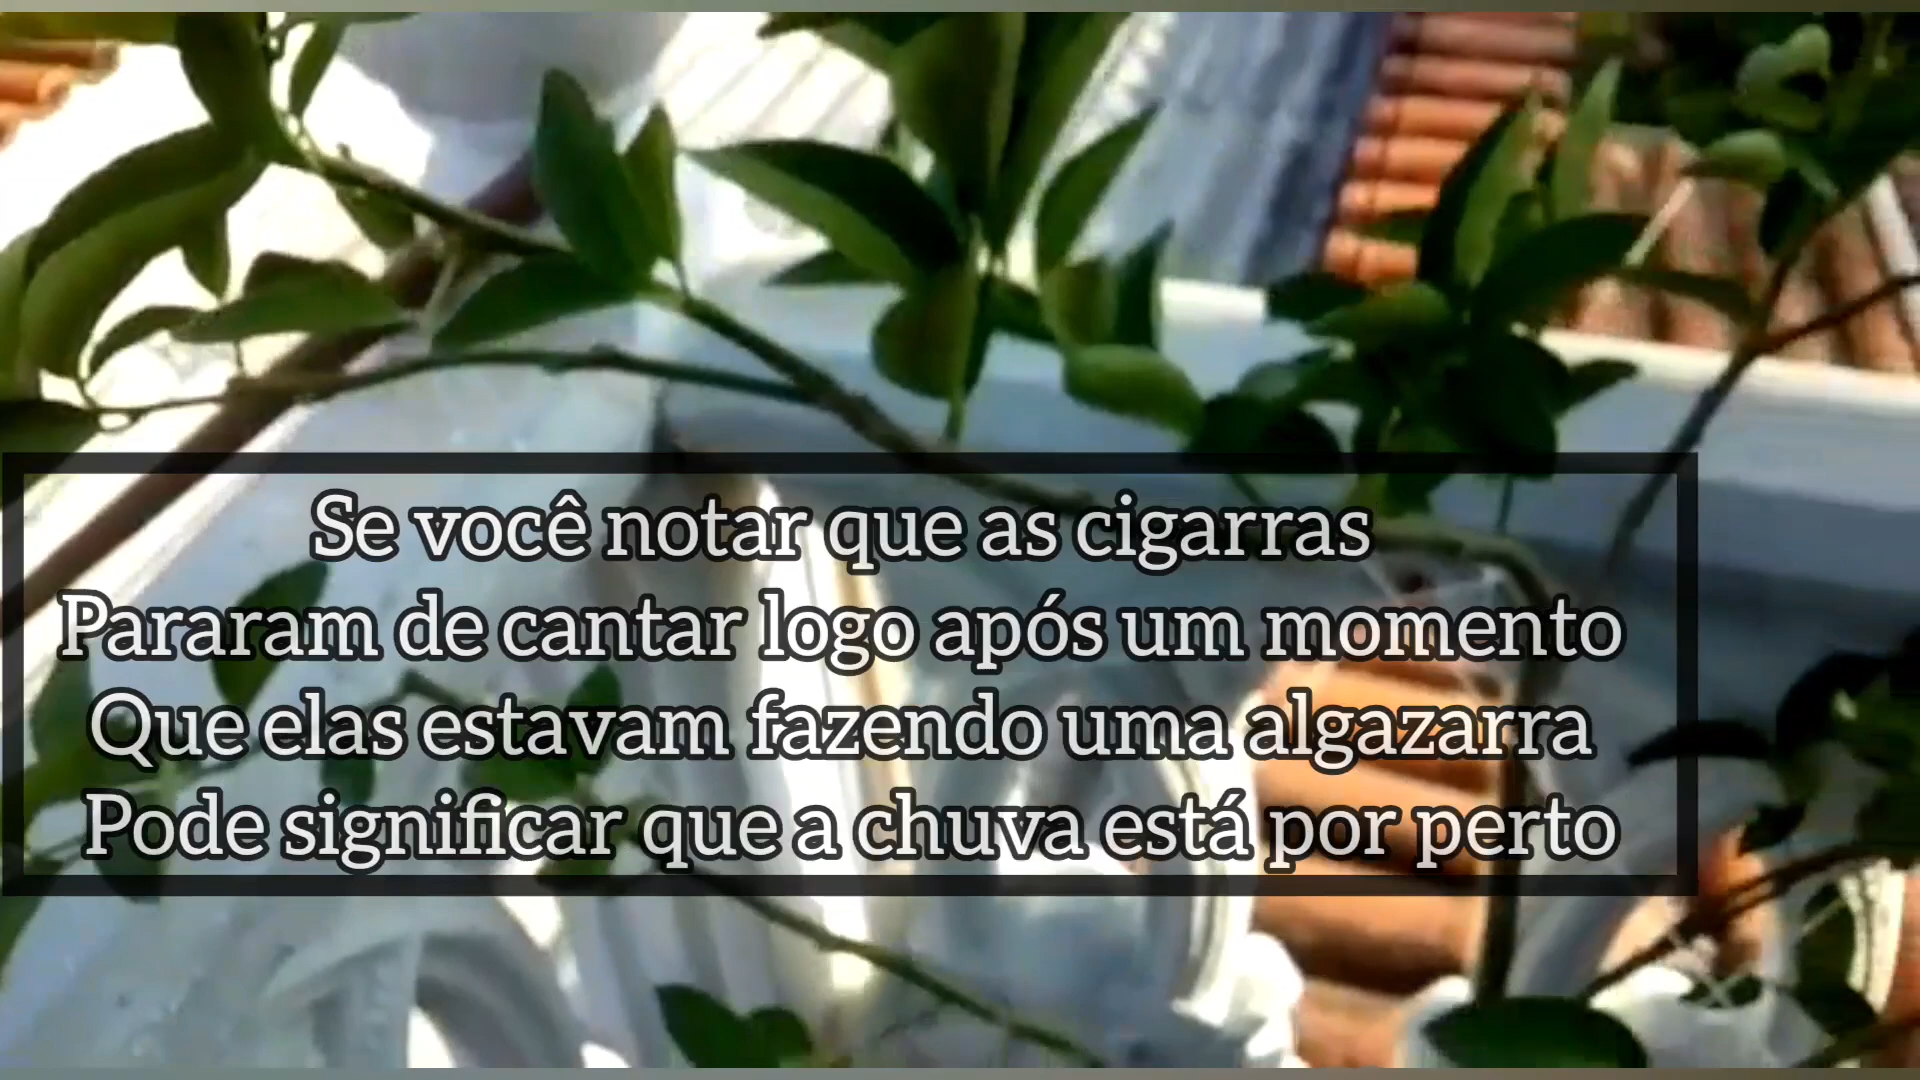 Se você notar que as cigarras
Pararam de cantar logo após um momento
Que elas estavam fazendo uma algazarra
Pode significar que a chuva está por perto